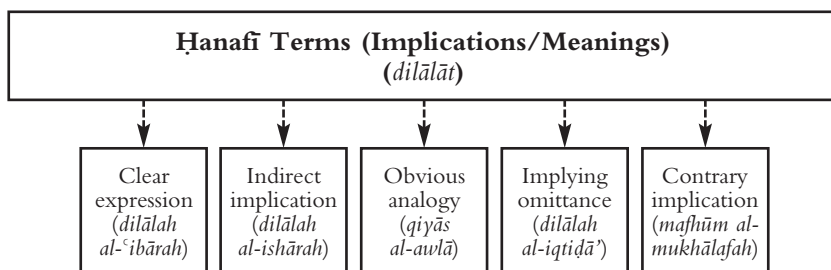 Ḥanafī Terms (Implications/Meanings)
(dilālāt)
Clear
expression
(dilālah
al-ʿibārah)
Indirect
implication
(dilālah
al-ishārah)
Obvious
analogy
(qiyās
al-awlā)
Implying
omittance
(dilālah
al-iqtiḍā’)
Contrary
implication
(mafhūm al-
mukhālafah)